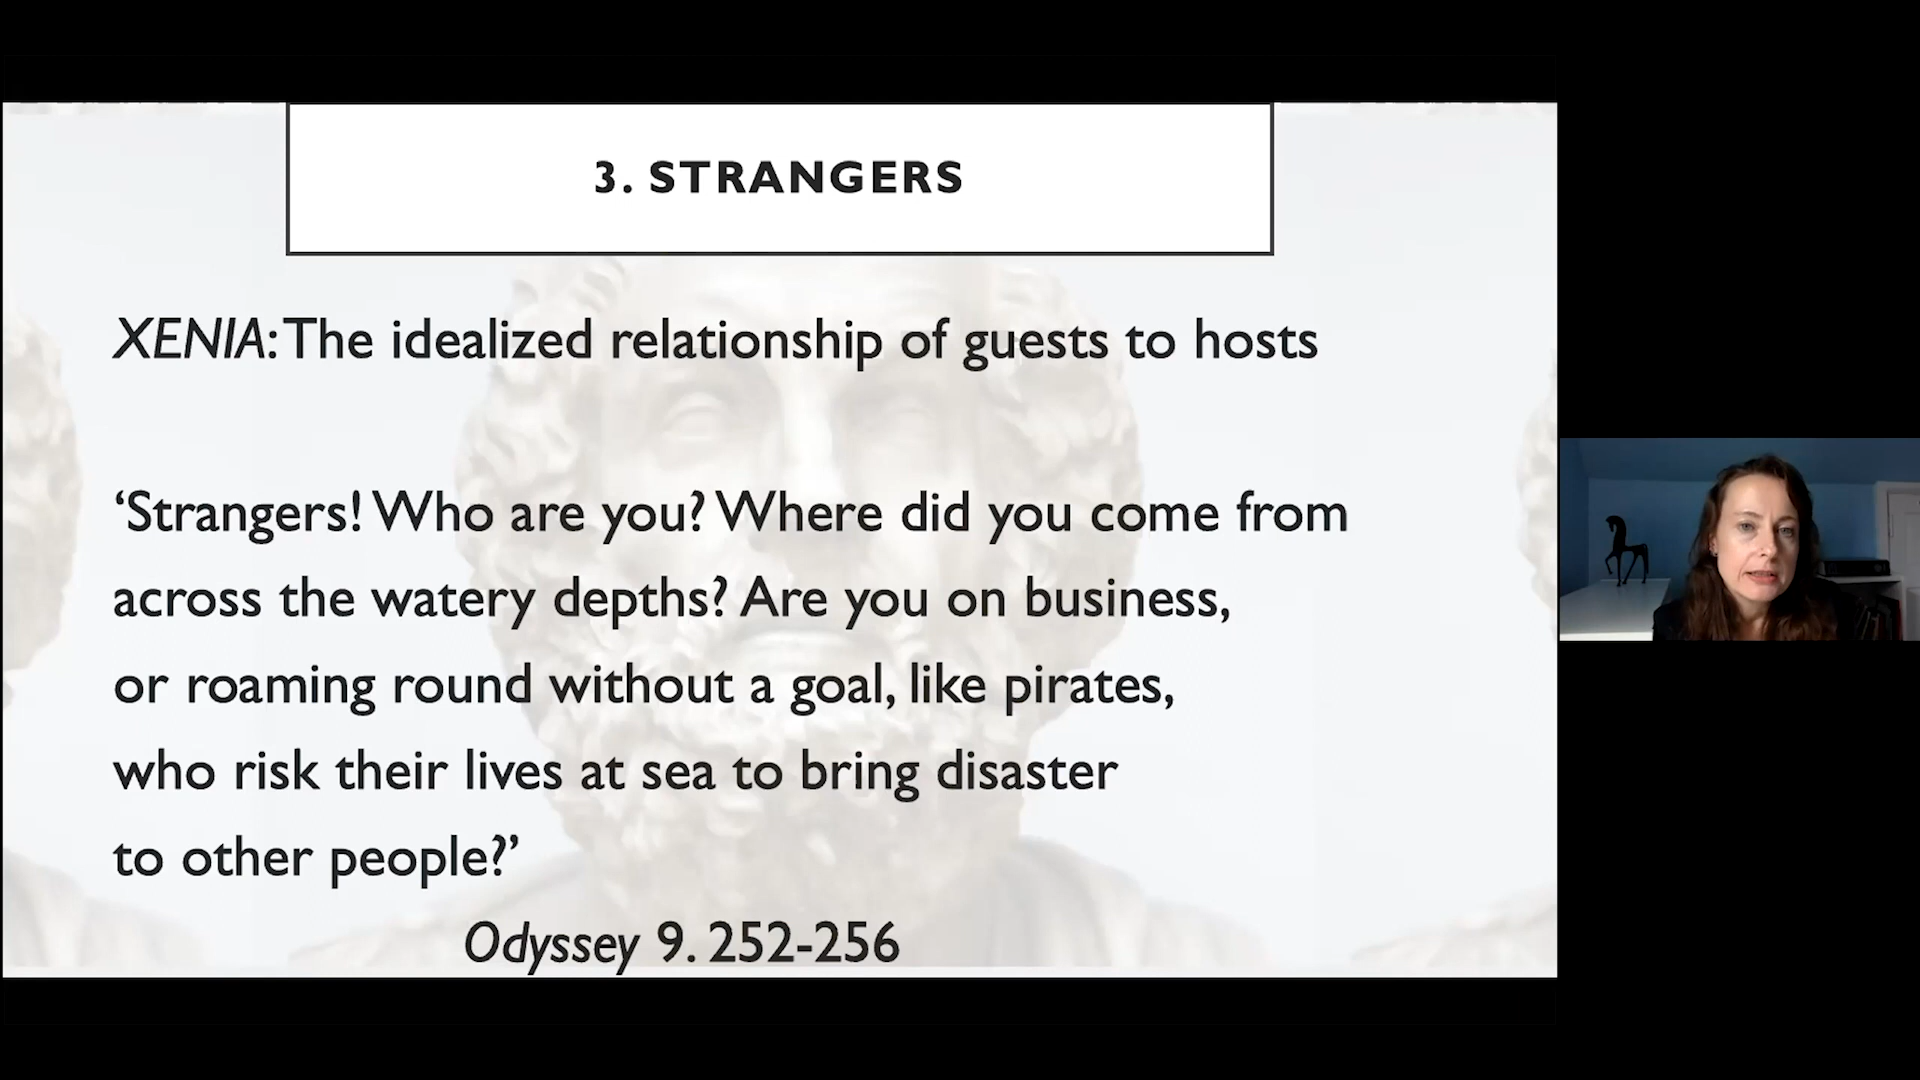 3. STRANGERS
XENIA: The idealized relationship of guests to hosts
‘Strangers! Who are you? Where did you come from
across the watery depths? Are you on business,
or roaming round without a goal, like pirates,
who risk their lives at sea to bring disaster
to other people?’
Odyssey 9. 252-256